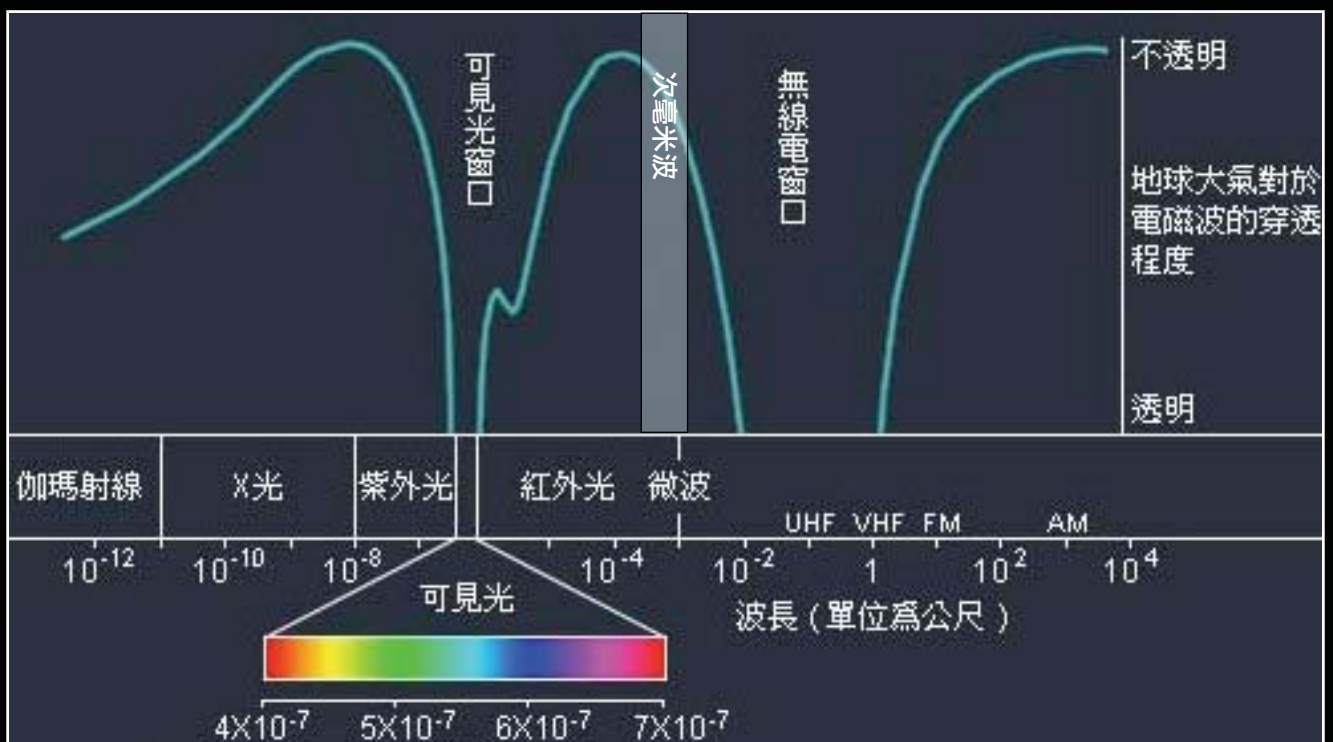 可見光窗口
次毫米波
無線電窗口
不透明
地球大氣對於
電磁波的穿透
程度
透明
伽瑪射線
X光
紫外光
紅外光
微波
UHF VHF FM AM
10⁻¹² 10⁻¹⁰ 10⁻⁸ 10⁻⁴ 10⁻² 1 10² 10⁴
可見光
波長 ( 單位爲公尺 )
4X10⁻⁷ 5X10⁻⁷ 6X10⁻⁷ 7X10⁻⁷